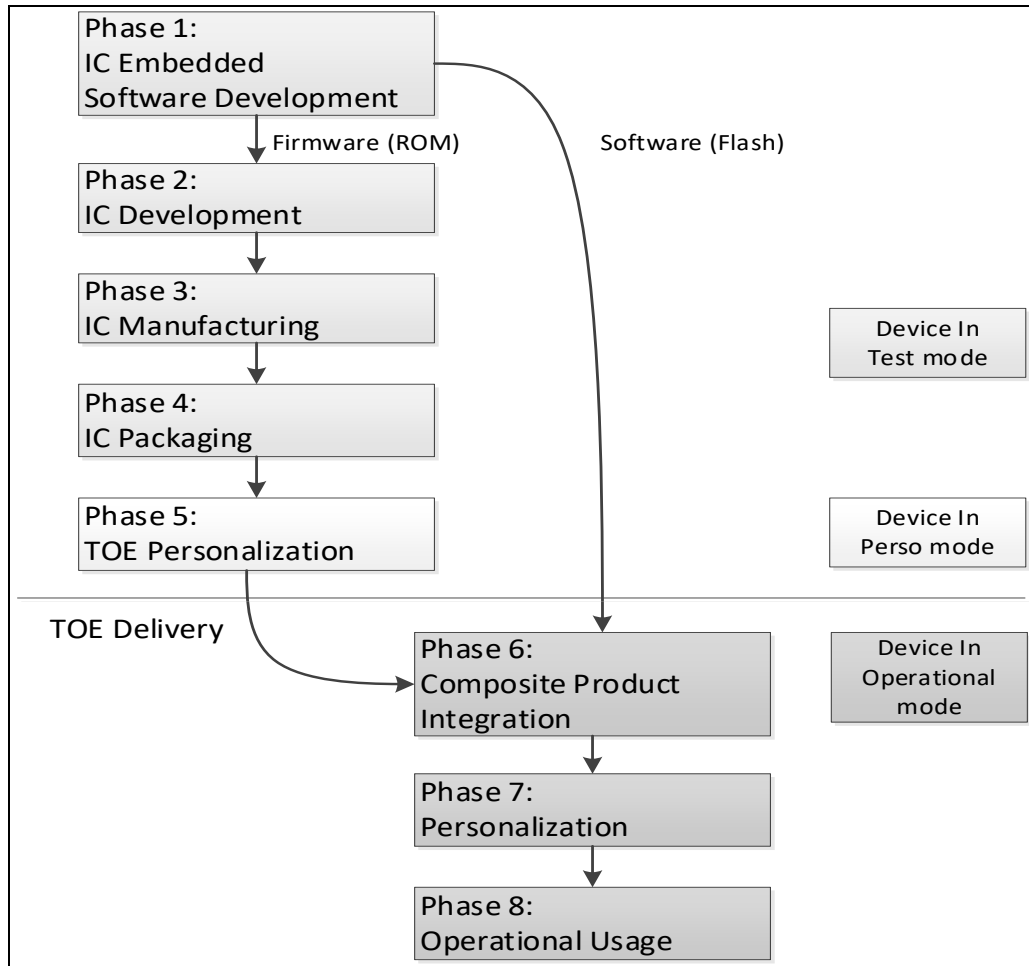 Phase 1:
IC Embedded
Software Development
Firmware (ROM)
Software (Flash)
Phase 2:
IC Development
Phase 3:
IC Manufacturing
Device In
Test mode
Phase 4:
IC Packaging
Phase 5:
TOE Personalization
Device In
Perso mode
TOE Delivery
Phase 6:
Composite Product
Integration
Device In
Operational
mode
Phase 7:
Personalization
Phase 8:
Operational Usage